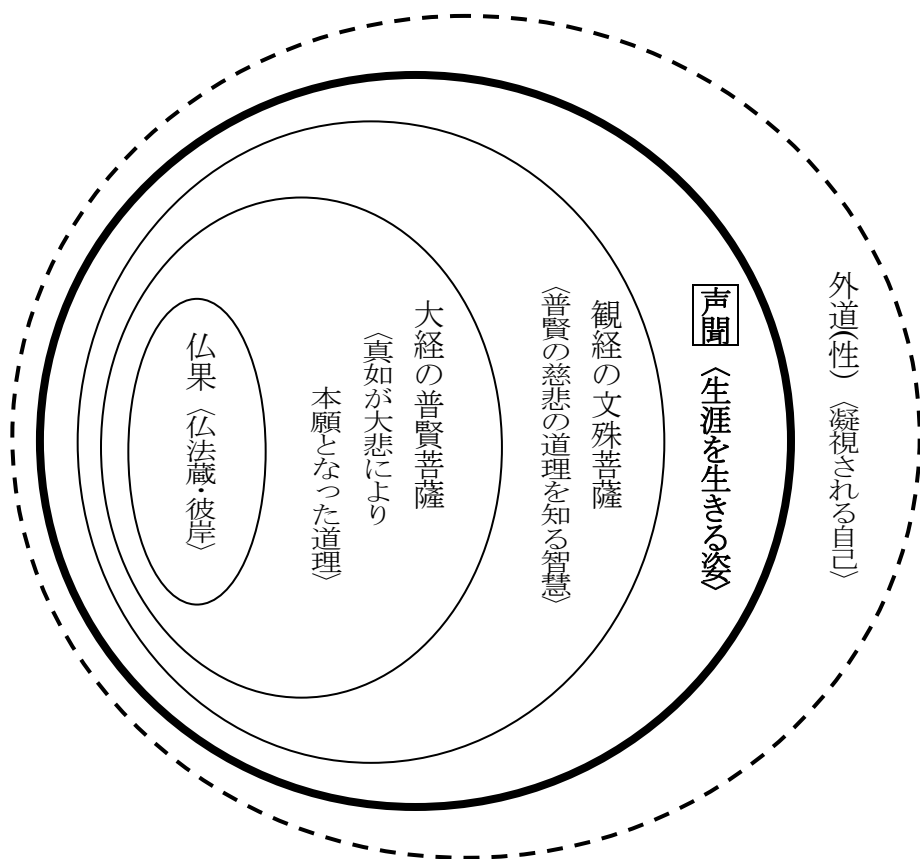 外道(性)〈凝視される自己〉
声聞〈生涯を生きる姿〉
観経の文殊菩薩
〈普賢の慈悲の道理を知る智慧〉
大経の普賢菩薩
〈真如が大悲により
本願となった道理〉
仏果〈仏法蔵・彼岸〉